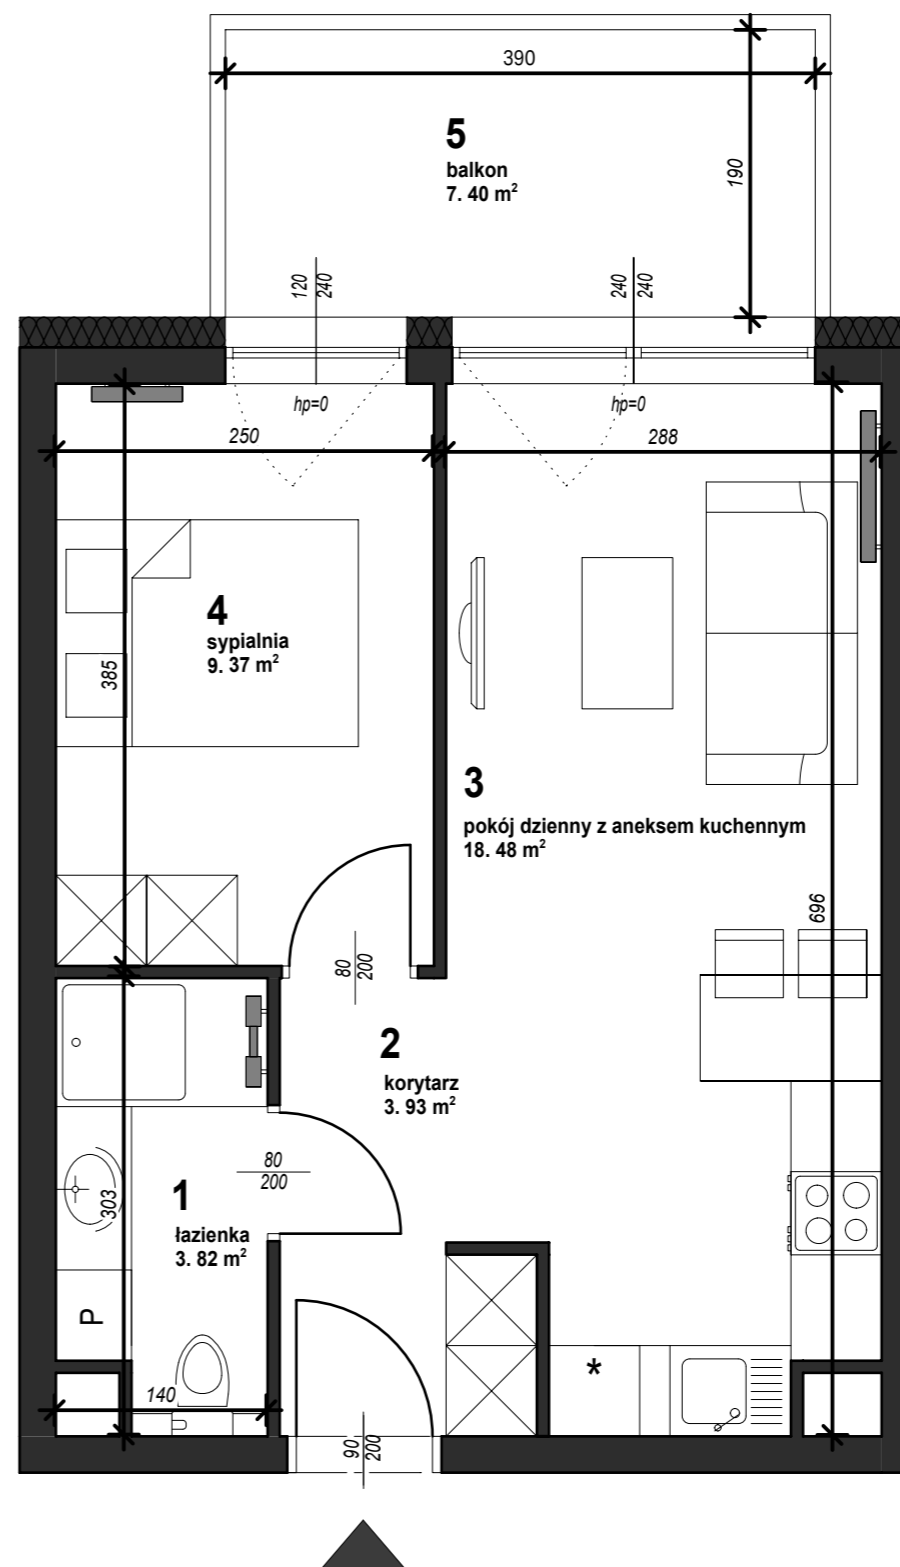 390
5
balkon
7. 40 m²
190
120
240
240
240
hp=0
hp=0
250
288
4
sypialnia
9. 37 m²
385
3
pokój dzienny z aneksem kuchennym
18. 48 m²
696
80
200
2
korytarz
3. 93 m²
80
200
1
łazienka
3. 82 m²
303
P
*
140
90
200